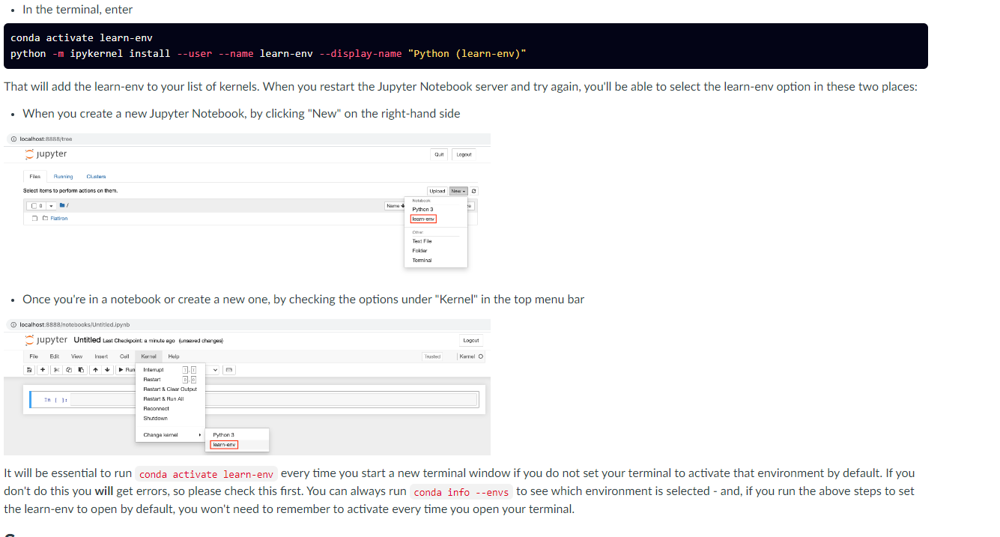 • In the terminal, enter
conda activate learn-env
python -m ipykernel install --user --name learn-env --display-name "Python (learn-env)"
That will add the learn-env to your list of kernels. When you restart the Jupyter Notebook server and try again, you'll be able to select the learn-env option in these two places:
• When you create a new Jupyter Notebook, by clicking "New" on the right-hand side
localhost:8888/tree
jupyter
Quit Logout
Files Running Clusters
Select items to perform actions on them.
Upload New
0 / Name
Notebook:
Python 3
learn-env
Flatiron
Other:
Text File
Folder
Terminal
• Once you're in a notebook or create a new one, by checking the options under "Kernel" in the top menu bar
localhost:8888/notebooks/Untitled.ipynb
jupyter Untitled Last Checkpoint: a minute ago (unsaved changes) Logout
File Edit View Insert Cell Kernel Help Trusted Kernel
Run
Interrupt I, I
Restart 0, 0
Restart & Clear Output
Restart & Run All
Reconnect
Shutdown
In [ ]:
Change kernel Python 3
learn-env
It will be essential to run conda activate learn-env every time you start a new terminal window if you do not set your terminal to activate that environment by default. If you
don't do this you will get errors, so please check this first. You can always run conda info --envs to see which environment is selected - and, if you run the above steps to set
the learn-env to open by default, you won't need to remember to activate every time you open your terminal.